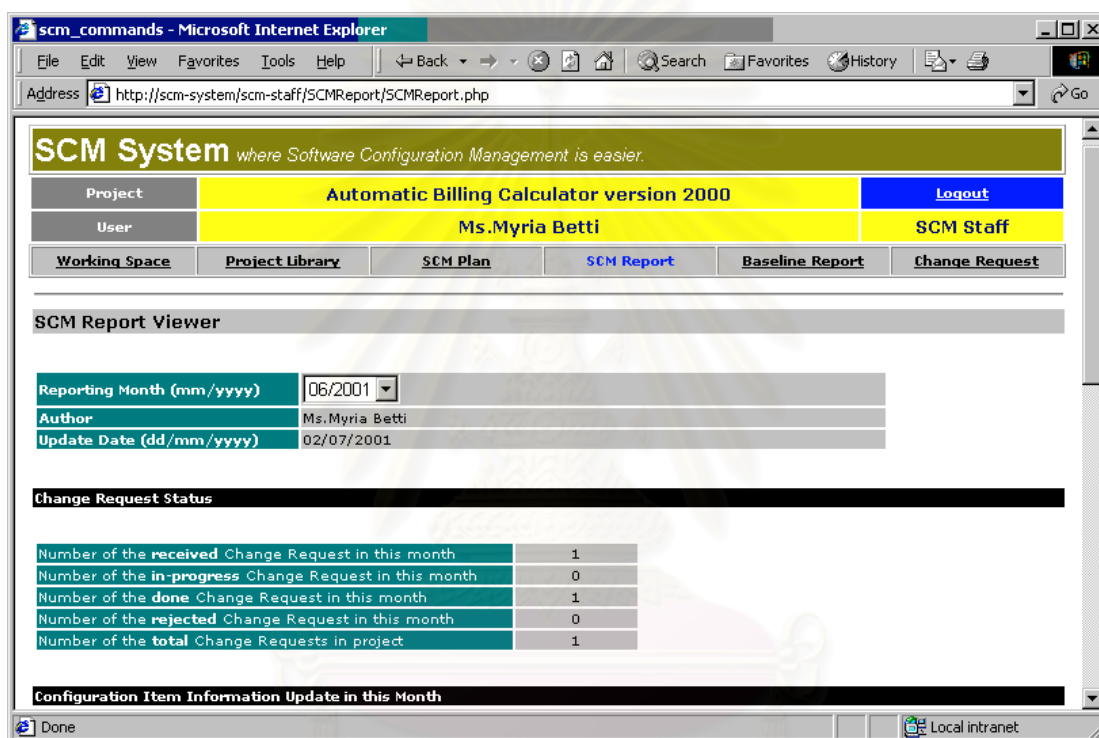 scm_commands - Microsoft Internet Explorer
File Edit View Favorites Tools Help Back Search Favorites History
Address http://scm-system/scm-staff/SCMReport/SCMReport.php Go
SCM System where Software Configuration Management is easier.
Project Automatic Billing Calculator version 2000 Logout
User Ms.Myria Betti SCM Staff
Working Space Project Library SCM Plan SCM Report Baseline Report Change Request
SCM Report Viewer
Reporting Month (mm/yyyy) 06/2001
Author Ms.Myria Betti
Update Date (dd/mm/yyyy) 02/07/2001
Change Request Status
Number of the received Change Request in this month 1
Number of the in-progress Change Request in this month 0
Number of the done Change Request in this month 1
Number of the rejected Change Request in this month 0
Number of the total Change Requests in project 1
Configuration Item Information Update in this Month
Done Local intranet